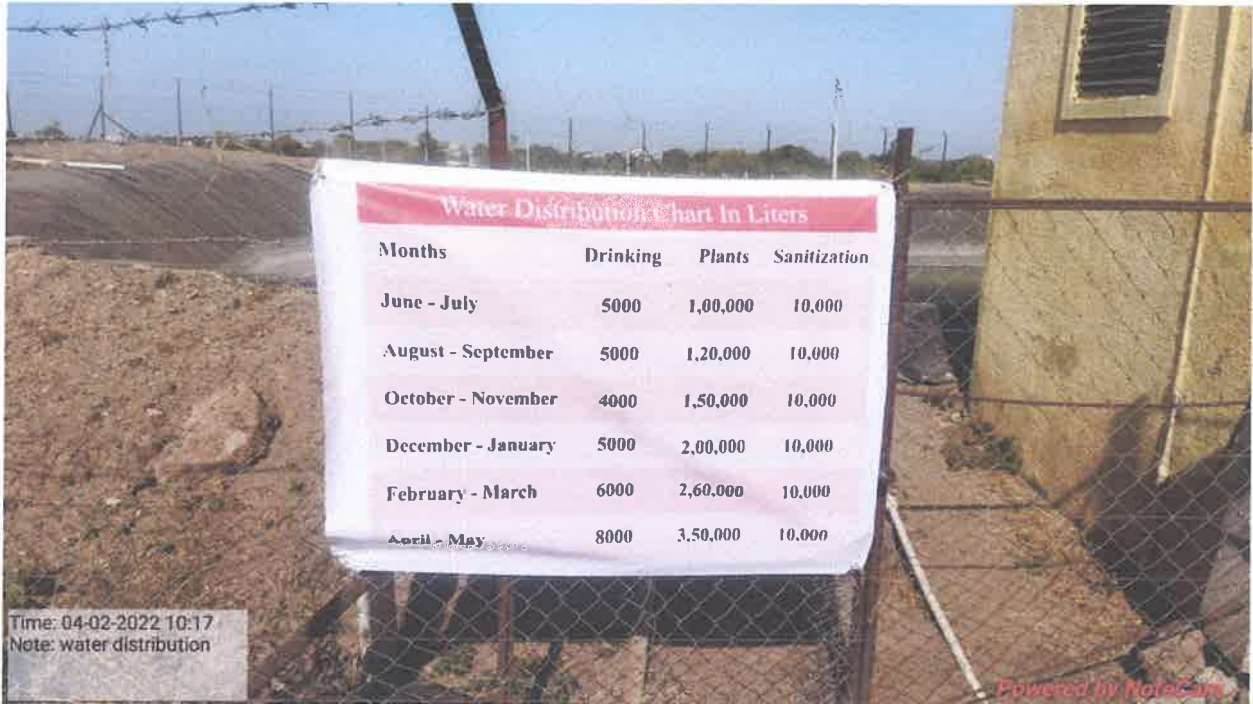 Water Distribution Chart In Liters
Months Drinking Plants Sanitization
June - July 5000 1,00,000 10,000
August - September 5000 1,20,000 10,000
October - November 4000 1,50,000 10,000
December - January 5000 2,00,000 10,000
February - March 6000 2,60,000 10,000
April - May 8000 3,50,000 10,000
Time: 04-02-2022 10:17
Note: water distribution
Powered by NoteCam